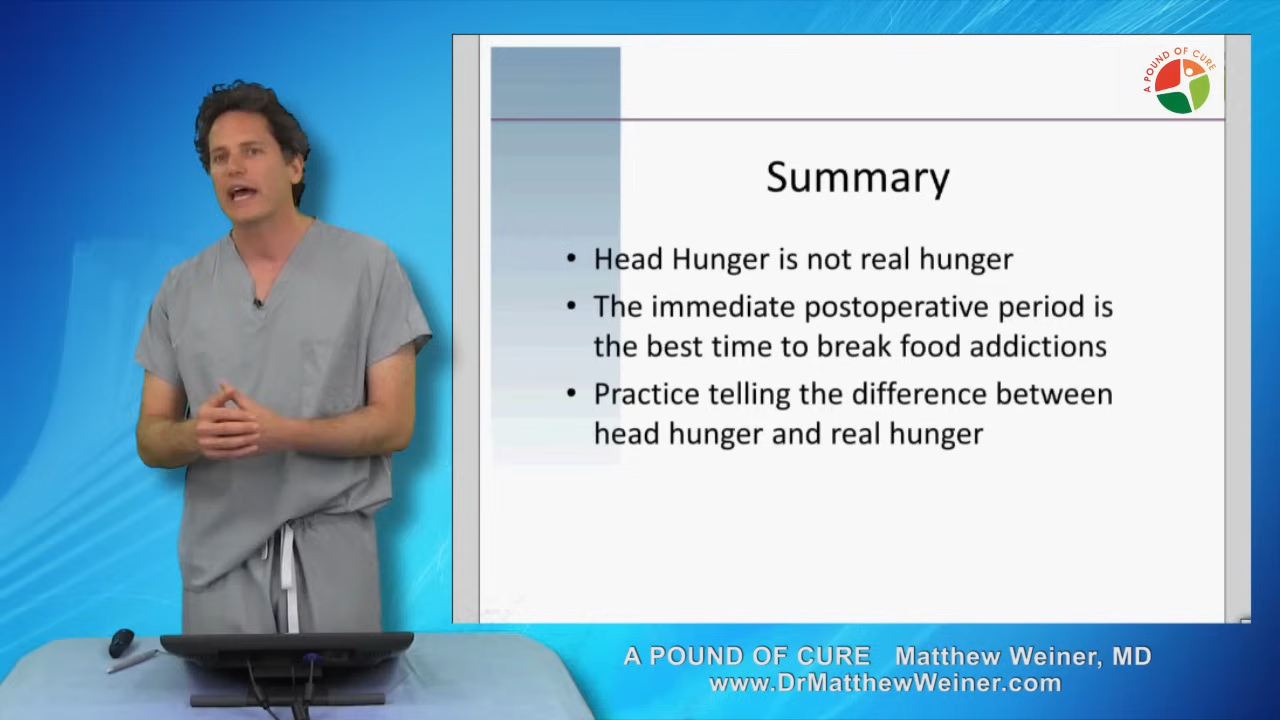 A POUND OF CURE
Summary
• Head Hunger is not real hunger
• The immediate postoperative period is
the best time to break food addictions
• Practice telling the difference between
head hunger and real hunger
A POUND OF CURE Matthew Weiner, MD
www.DrMatthewWeiner.com